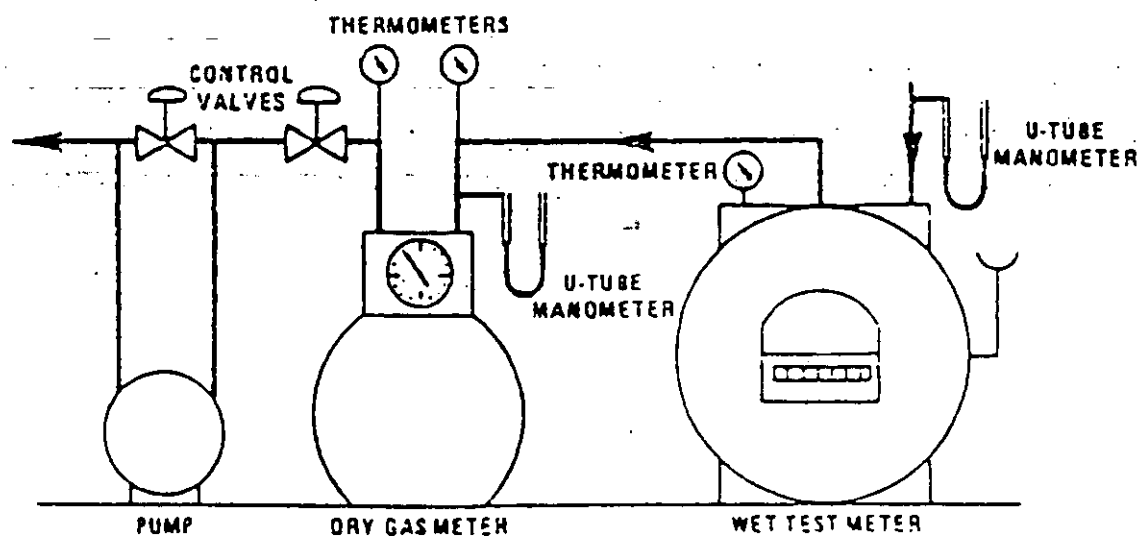 THERMOMETERS
CONTROL
VALVES
U-TUBE
MANOMETER
THERMOMETER
U-TUBE
MANOMETER
PUMP
DRY GAS METER
WET TEST METER